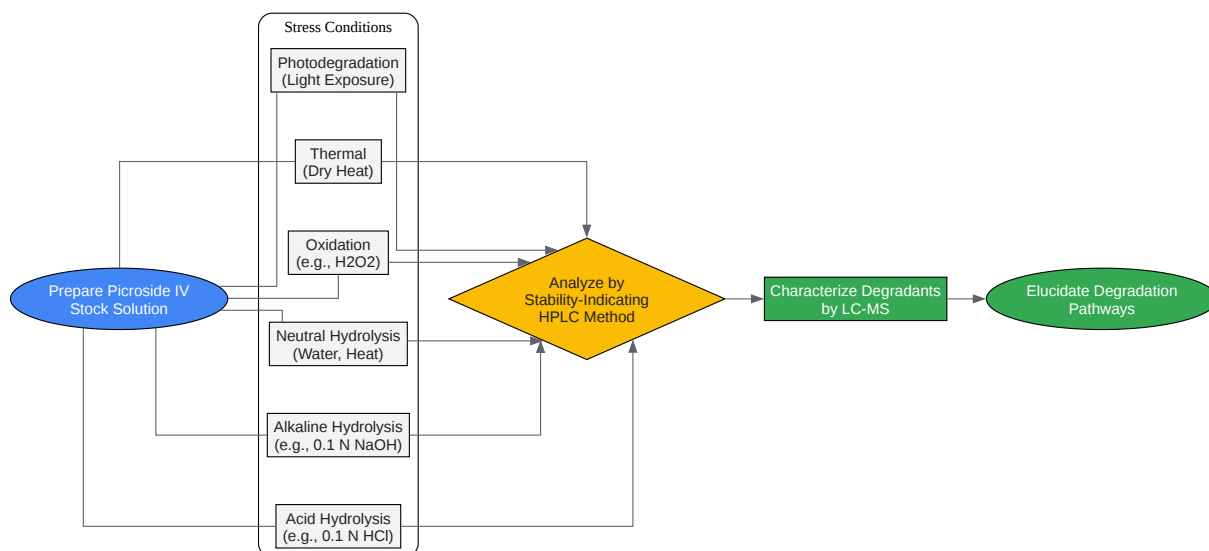 Stress Conditions
Photodegradation
(Light Exposure)
Thermal
(Dry Heat)
Oxidation
(e.g., H2O2)
Prepare Picroside IV
Stock Solution
Neutral Hydrolysis
(Water, Heat)
Alkaline Hydrolysis
(e.g., 0.1 N NaOH)
Acid Hydrolysis
(e.g., 0.1 N HCl)
Analyze by
Stability-Indicating
HPLC Method
Characterize Degradants
by LC-MS
Elucidate Degradation
Pathways